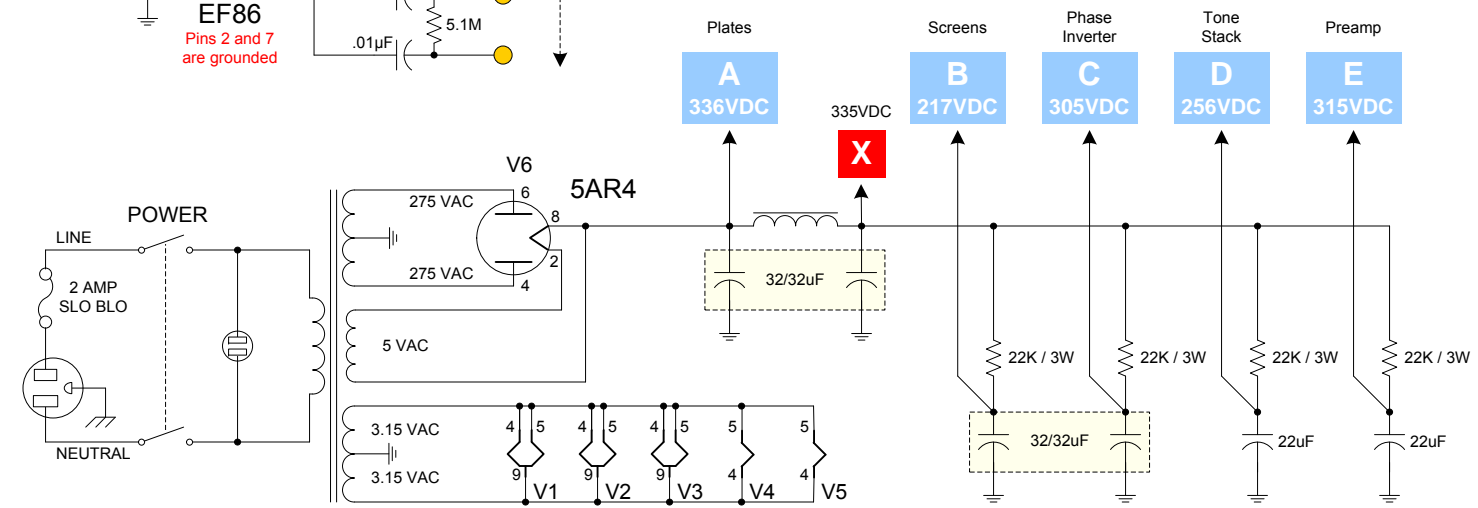 EF86
Pins 2 and 7
are grounded
.01µF
5.1M
Plates
Screens
Phase
Inverter
Tone
Stack
Preamp
A
336VDC
335VDC
X
B
217VDC
C
305VDC
D
256VDC
E
315VDC
V6
5AR4
6
8
2
4
275 VAC
275 VAC
POWER
LINE
2 AMP
SLO BLO
NEUTRAL
5 VAC
3.15 VAC
3.15 VAC
32/32uF
22K / 3W
22K / 3W
22K / 3W
22K / 3W
32/32uF
22uF
22uF
4
5
9
V1
4
5
9
V2
4
5
9
V3
5
4
V4
5
4
V5